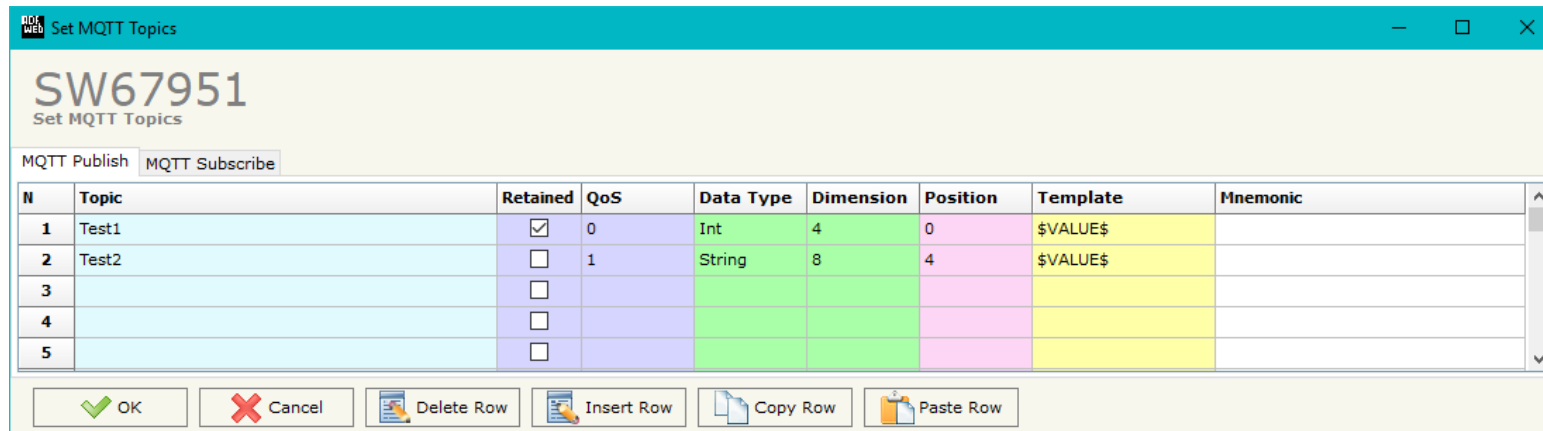 ADF WEB Set MQTT Topics
SW67951
Set MQTT Topics
MQTT Publish MQTT Subscribe
N Topic Retained QoS Data Type Dimension Position Template Mnemonic
1 Test1 0 Int 4 0 $VALUE$
2 Test2 1 String 8 4 $VALUE$
3
4
5
OK Cancel Delete Row Insert Row Copy Row Paste Row